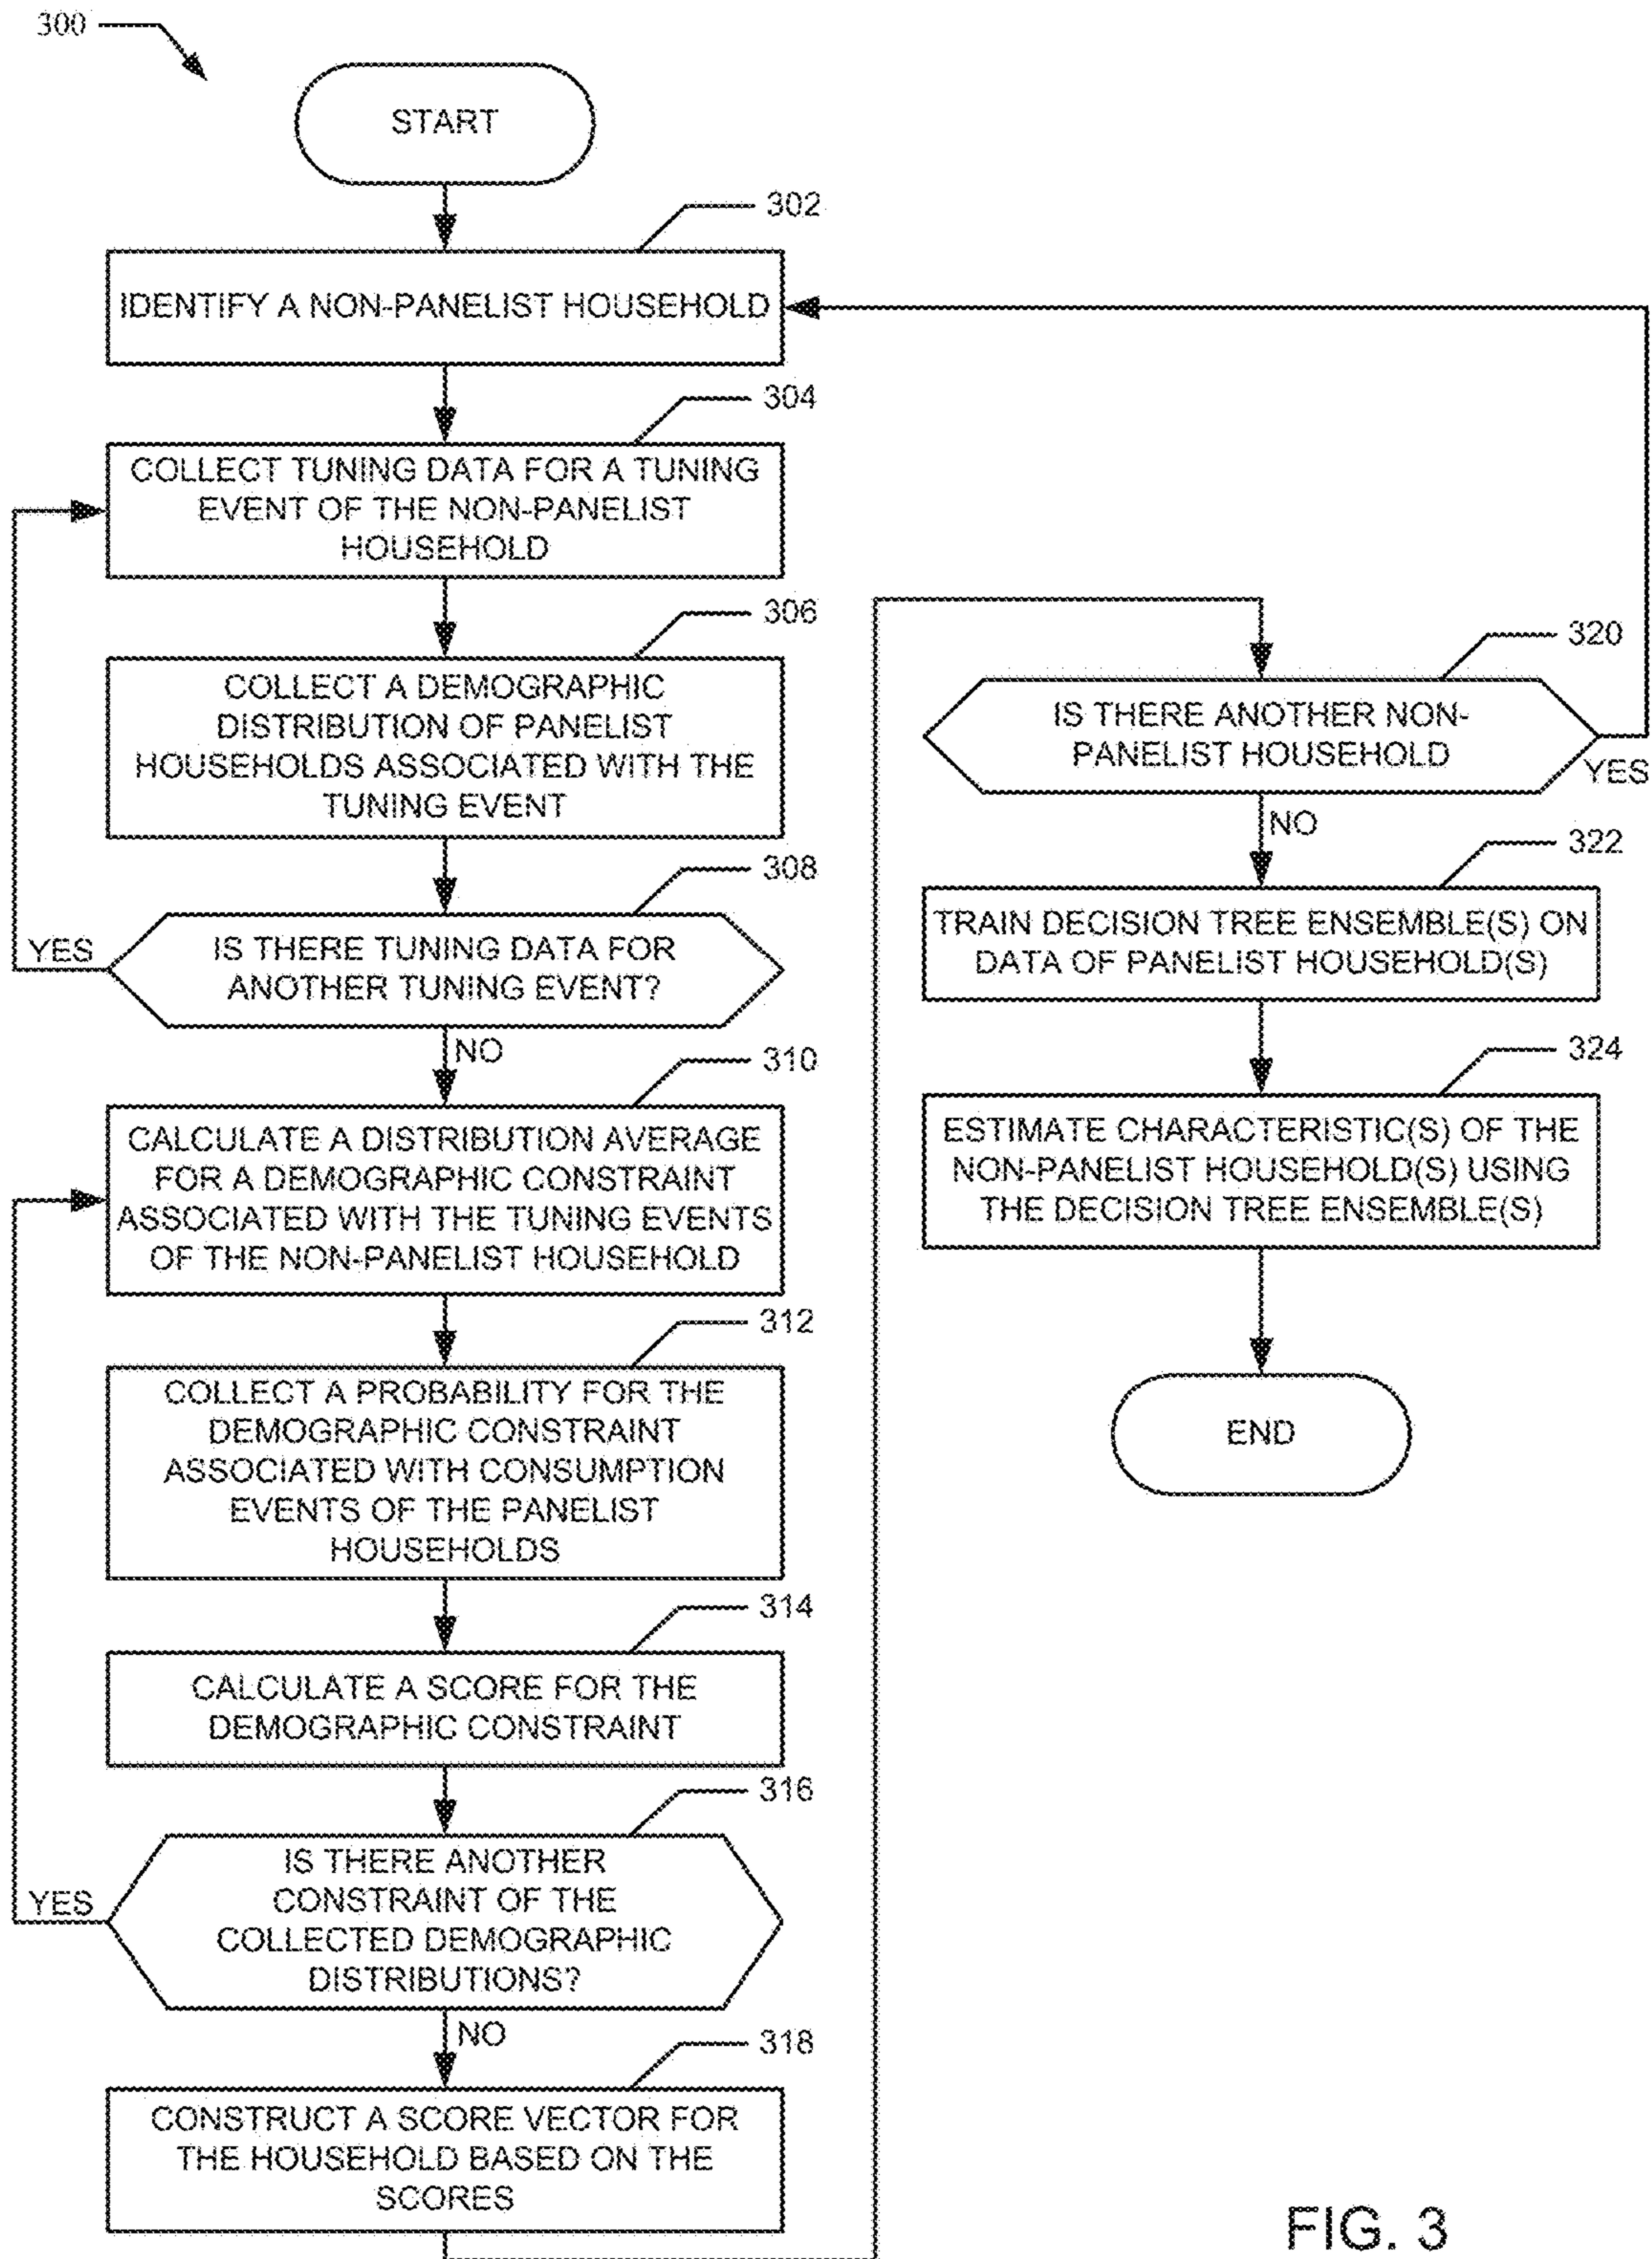 300
START
302
IDENTIFY A NON-PANELIST HOUSEHOLD
304
COLLECT TUNING DATA FOR A TUNING
EVENT OF THE NON-PANELIST
HOUSEHOLD
306
COLLECT A DEMOGRAPHIC
DISTRIBUTION OF PANELIST
HOUSEHOLDS ASSOCIATED WITH THE
TUNING EVENT
308
YES
IS THERE TUNING DATA FOR
ANOTHER TUNING EVENT?
NO
310
CALCULATE A DISTRIBUTION AVERAGE
FOR A DEMOGRAPHIC CONSTRAINT
ASSOCIATED WITH THE TUNING EVENTS
OF THE NON-PANELIST HOUSEHOLD
312
COLLECT A PROBABILITY FOR THE
DEMOGRAPHIC CONSTRAINT
ASSOCIATED WITH CONSUMPTION
EVENTS OF THE PANELIST
HOUSEHOLDS
314
CALCULATE A SCORE FOR THE
DEMOGRAPHIC CONSTRAINT
316
YES
IS THERE ANOTHER
CONSTRAINT OF THE
COLLECTED DEMOGRAPHIC
DISTRIBUTIONS?
NO
318
CONSTRUCT A SCORE VECTOR FOR
THE HOUSEHOLD BASED ON THE
SCORES
320
IS THERE ANOTHER NON-
PANELIST HOUSEHOLD
YES
NO
322
TRAIN DECISION TREE ENSEMBLE(S) ON
DATA OF PANELIST HOUSEHOLD(S)
324
ESTIMATE CHARACTERISTIC(S) OF THE
NON-PANELIST HOUSEHOLD(S) USING
THE DECISION TREE ENSEMBLE(S)
END
FIG. 3